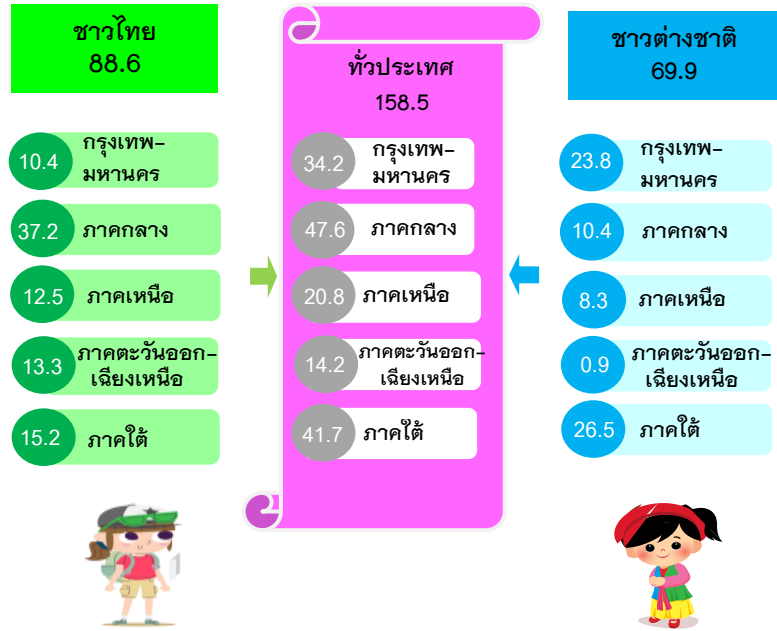 ชาวไทย
88.6
10.4
กรุงเทพ-
มหานคร
37.2
ภาคกลาง
12.5
ภาคเหนือ
13.3
ภาคตะวันออก-
เฉียงเหนือ
15.2
ภาคใต้
ทั่วประเทศ
158.5
34.2
กรุงเทพ-
มหานคร
47.6
ภาคกลาง
20.8
ภาคเหนือ
14.2
ภาคตะวันออก-
เฉียงเหนือ
41.7
ภาคใต้
ชาวต่างชาติ
69.9
23.8
กรุงเทพ-
มหานคร
10.4
ภาคกลาง
8.3
ภาคเหนือ
0.9
ภาคตะวันออก-
เฉียงเหนือ
26.5
ภาคใต้